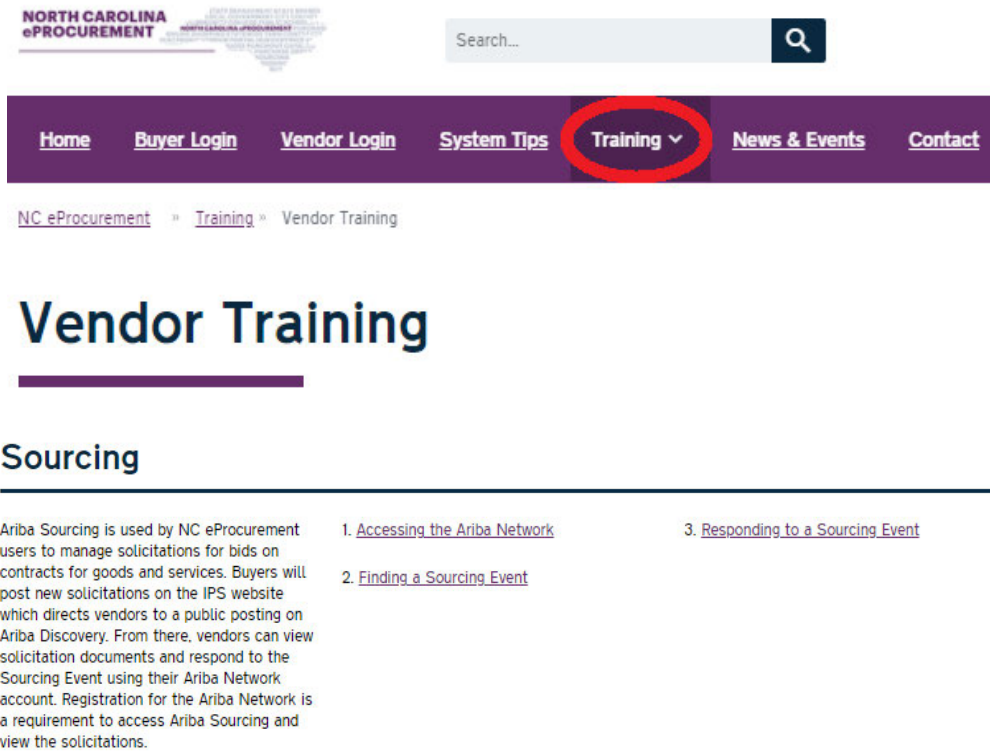 NORTH CAROLINA
ePROCUREMENT
NORTH CAROLINA ePROCUREMENT
Search...
Home Buyer Login Vendor Login System Tips Training News & Events Contact
NC eProcurement » Training » Vendor Training
Vendor Training
Sourcing
Ariba Sourcing is used by NC eProcurement
users to manage solicitations for bids on
contracts for goods and services. Buyers will
post new solicitations on the IPS website
which directs vendors to a public posting on
Ariba Discovery. From there, vendors can view
solicitation documents and respond to the
Sourcing Event using their Ariba Network
account. Registration for the Ariba Network is
a requirement to access Ariba Sourcing and
view the solicitations.
1. Accessing the Ariba Network
2. Finding a Sourcing Event
3. Responding to a Sourcing Event